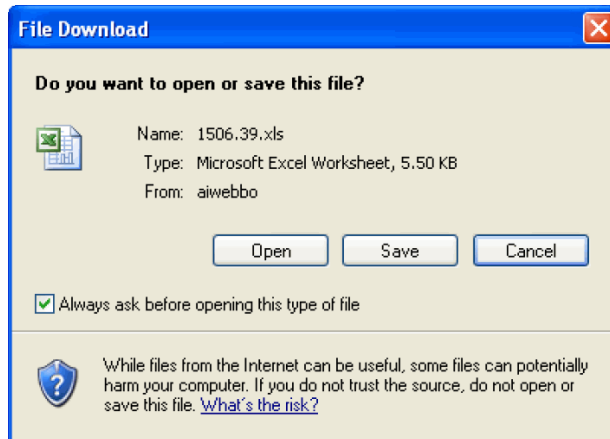 File Download
Do you want to open or save this file?
Name: 1506.39.xls
Type: Microsoft Excel Worksheet, 5.50 KB
From: aiwebbo
Open Save Cancel
Always ask before opening this type of file
While files from the Internet can be useful, some files can potentially
harm your computer. If you do not trust the source, do not open or
save this file. What's the risk?